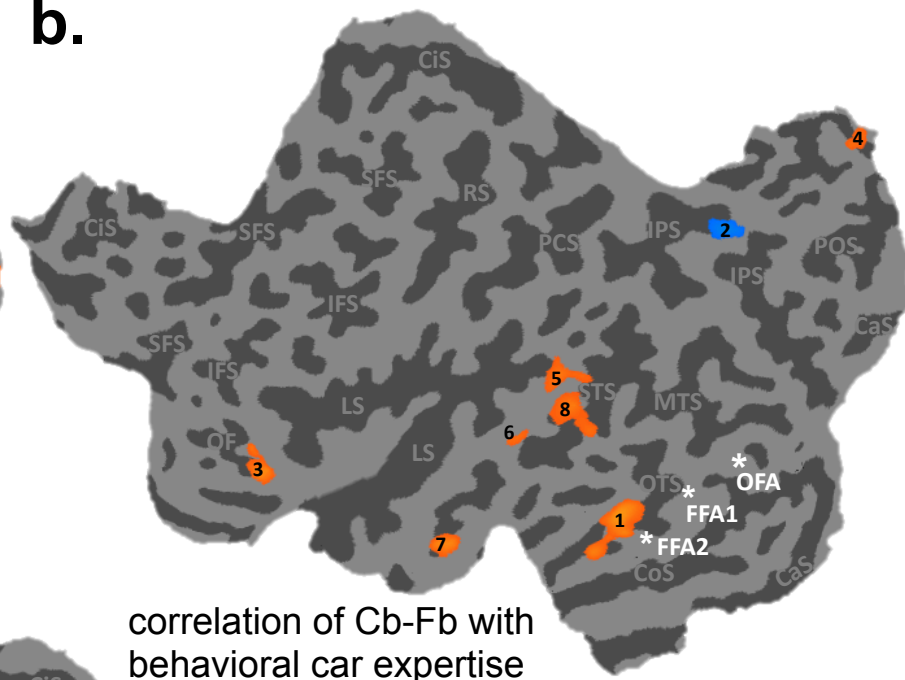 b.
CiS
4
SFS
RS
CiS
SFS
PCS
IPS
2
POS
IPS
IFS
CaS
SFS
IFS
5
STS
LS
8
MTS
6
OF
3
LS
*
OFA
OTS
*
FFA1
1
*
FFA2
7
CoS
CaS
correlation of Cb-Fb with
behavioral car expertise